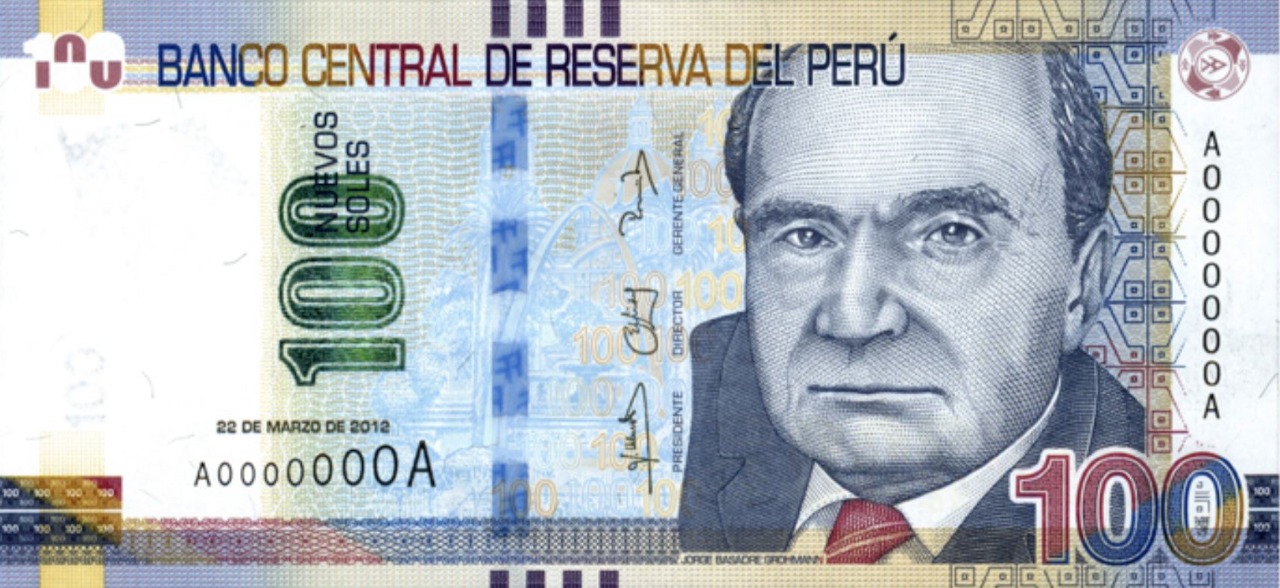 100
BANCO CENTRAL DE RESERVA DEL PERÚ
100
NUEVOS
SOLES
22 DE MARZO DE 2012
A0000000A
PRESIDENTE DIRECTOR GERENTE GENERAL
A0000000A
JORGE BASADRE GROHMANN
100